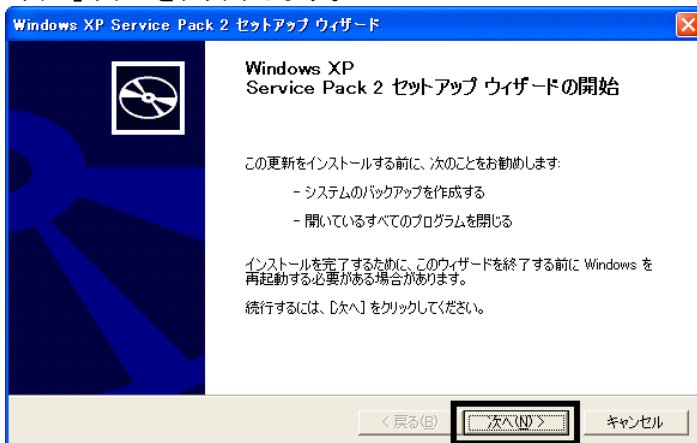 Windows XP Service Pack 2 セットアップ ウィザード
Windows XP
Service Pack 2 セットアップ ウィザードの開始
この更新をインストールする前に、次のことをお勧めします:
- システムのバックアップを作成する
- 開いているすべてのプログラムを閉じる
インストールを完了するために、このウィザードを終了する前に Windows を
再起動する必要がある場合があります。
続行するには、[次へ] をクリックしてください。
< 戻る(B)
次へ(N) >
キャンセル